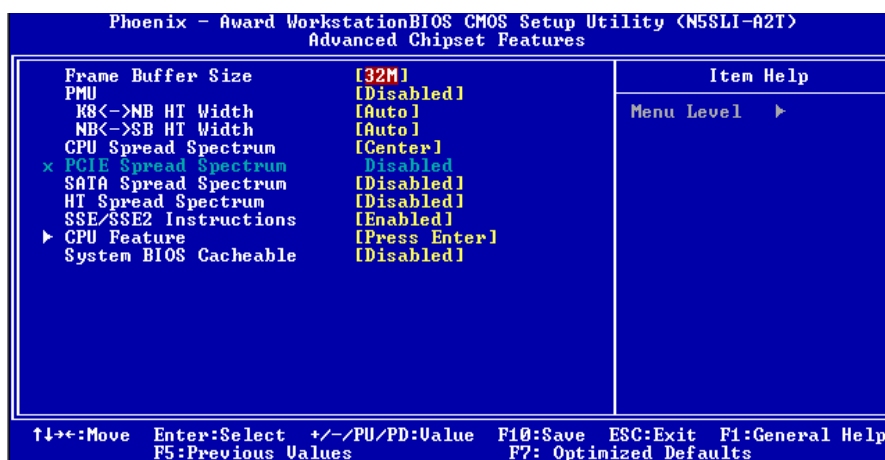 Phoenix - Award WorkstationBIOS CMOS Setup Utility (N5SLI-A2T)
Advanced Chipset Features
Frame Buffer Size [32M] Item Help
PMU [Disabled]
K8<->NB HT Width [Auto] Menu Level ▶
NB<->SB HT Width [Auto]
CPU Spread Spectrum [Center]
x PCIE Spread Spectrum Disabled
SATA Spread Spectrum [Disabled]
HT Spread Spectrum [Disabled]
SSE/SSE2 Instructions [Enabled]
▶ CPU Feature [Press Enter]
System BIOS Cacheable [Disabled]
↑↓→←:Move Enter:Select +/-/PU/PD:Value F10:Save ESC:Exit F1:General Help
F5:Previous Values F7: Optimized Defaults